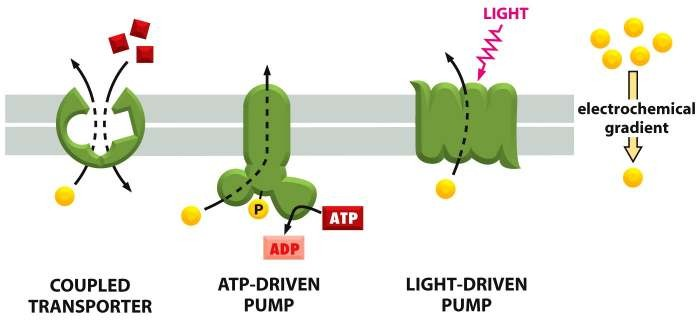 LIGHT
electrochemical
gradient
P
ATP
ADP
COUPLED
TRANSPORTER
ATP-DRIVEN
PUMP
LIGHT-DRIVEN
PUMP